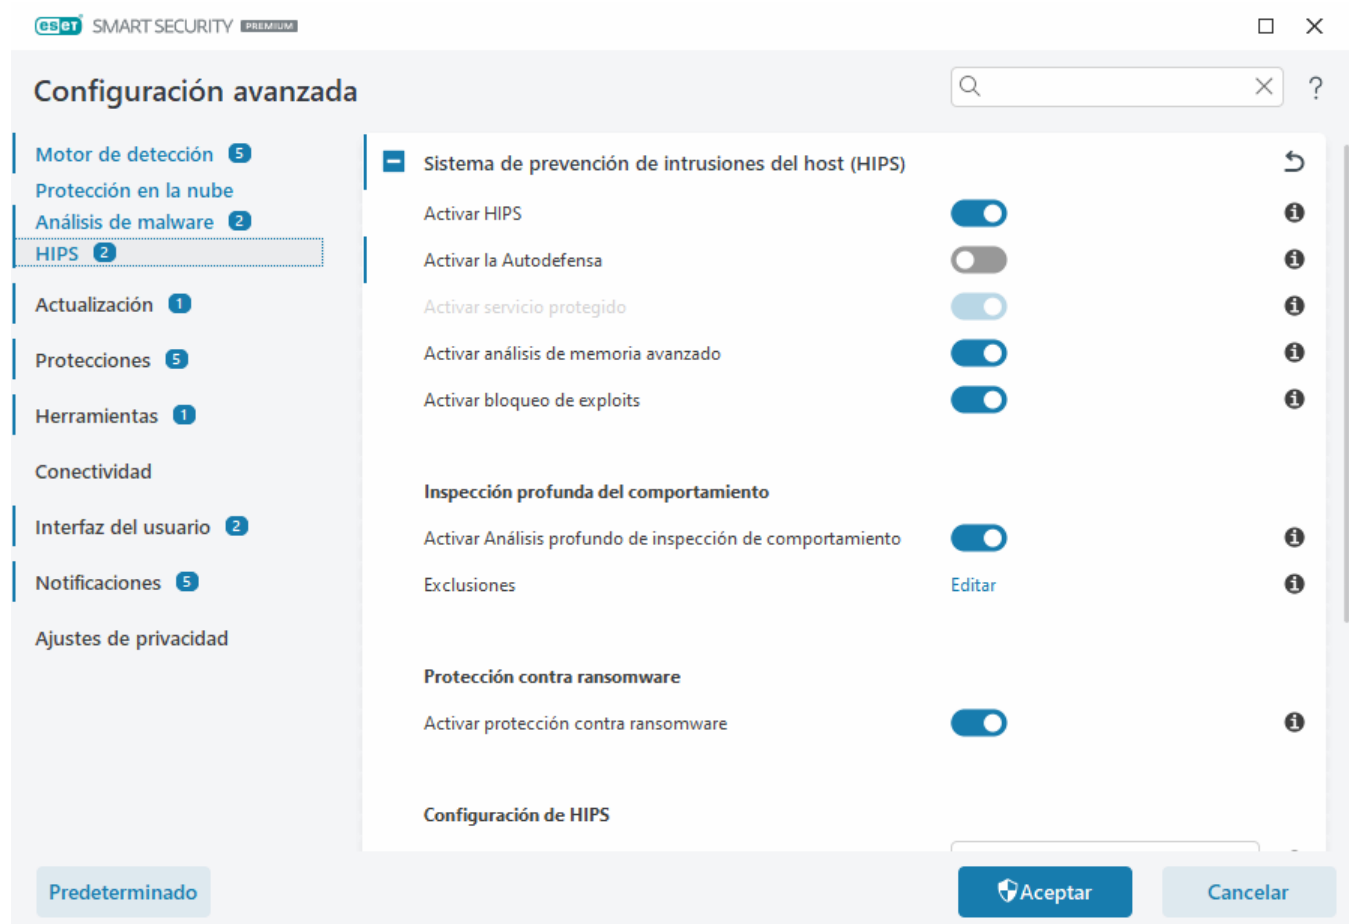 eset SMART SECURITY PREMIUM
Configuración avanzada
?
Motor de detección 5
Protección en la nube
Análisis de malware 2
HIPS 2
Actualización 1
Protecciones 5
Herramientas 1
Conectividad
Interfaz del usuario 2
Notificaciones 5
Ajustes de privacidad
Sistema de prevención de intrusiones del host (HIPS)
Activar HIPS
Activar la Autodefensa
Activar servicio protegido
Activar análisis de memoria avanzado
Activar bloqueo de exploits
Inspección profunda del comportamiento
Activar Análisis profundo de inspección de comportamiento
Exclusiones Editar
Protección contra ransomware
Activar protección contra ransomware
Configuración de HIPS
Predeterminado
Aceptar
Cancelar